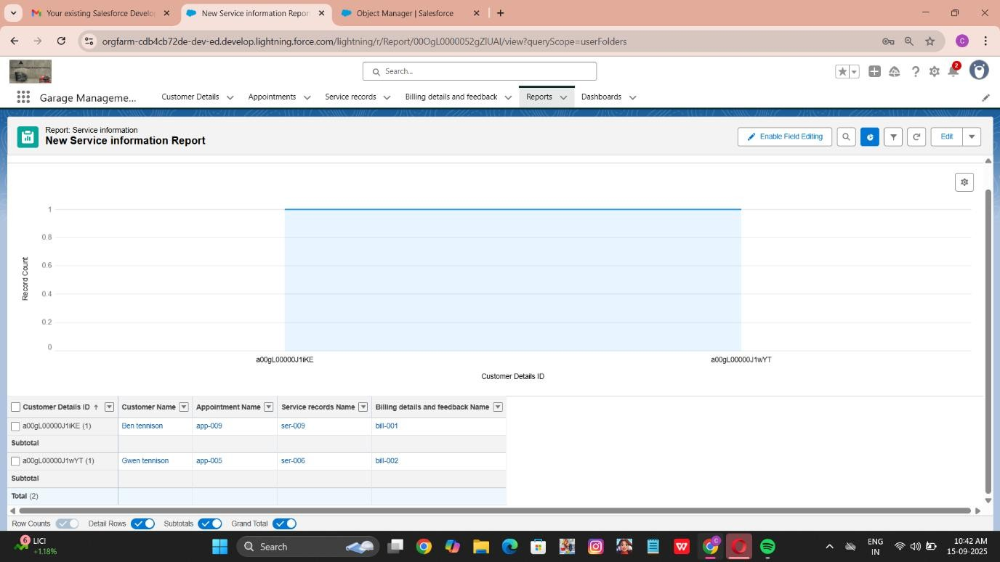 Your existing Salesforce Develo
New Service information Report
Object Manager | Salesforce
orgfarm-cdb4cb72de-dev-ed.develop.lightning.force.com/lightning/r/Report/00OgL0000052gZlUAI/view?queryScope=userFolders
C
Search...
2
Garage Manageme...
Customer Details
Appointments
Service records
Billing details and feedback
Reports
Dashboards
Report: Service information
New Service information Report
Enable Field Editing
Edit
Record Count
1
0.8
0.6
0.4
0.2
0
a00gL00000J1iKE
a00gL00000J1wYT
Customer Details ID
Customer Details ID ↑ Customer Name Appointment Name Service records Name Billing details and feedback Name
a00gL00000J1iKE (1) Ben tennison app-009 ser-009 bill-001
Subtotal
a00gL00000J1wYT (1) Gwen tennison app-005 ser-006 bill-002
Subtotal
Total (2)
Row Counts Detail Rows Subtotals Grand Total
6
LICI
+1.18%
Search
W
C
ENG
IN
10:42 AM
15-09-2025